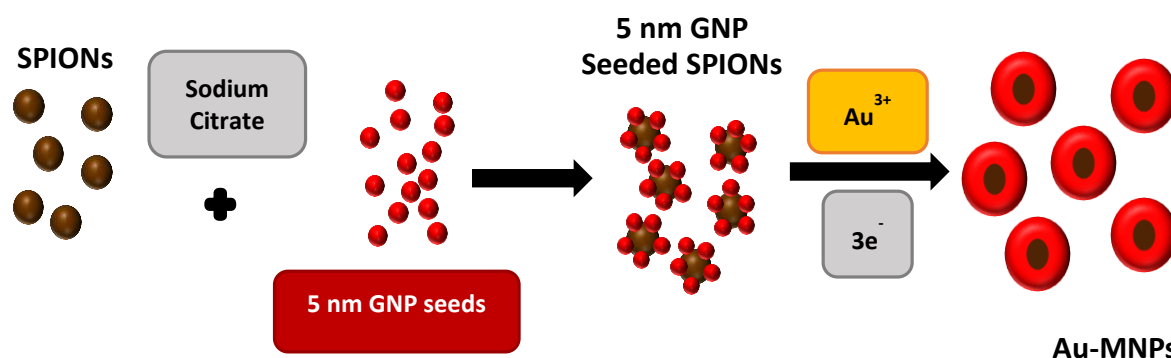 SPIONs
Sodium
Citrate
5 nm GNP seeds
5 nm GNP
Seeded SPIONs
Au³⁺
3e⁻
Au-MNPs